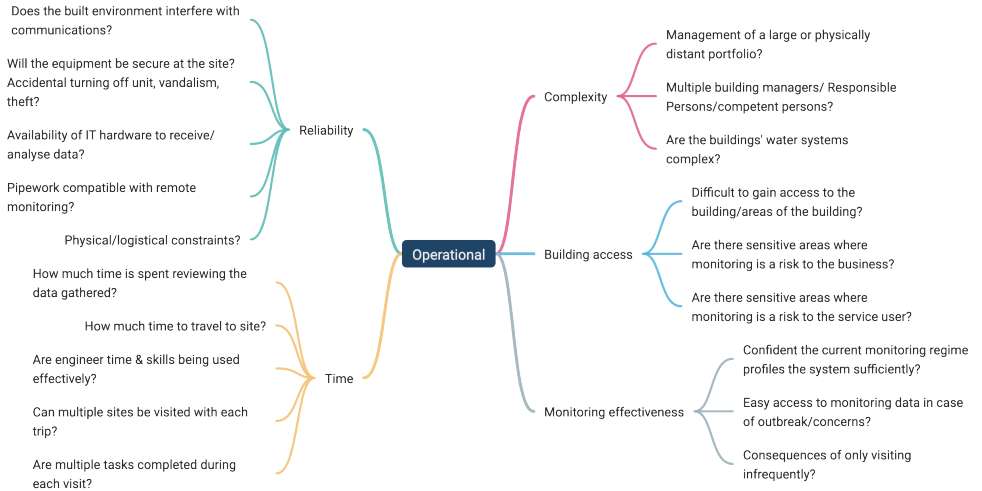 Does the built environment interfere with
communications?
Will the equipment be secure at the site?
Accidental turning off unit, vandalism,
theft?
Availability of IT hardware to receive/
analyse data?
Pipework compatible with remote
monitoring?
Physical/logistical constraints?
Reliability
How much time is spent reviewing the
data gathered?
How much time to travel to site?
Are engineer time & skills being used
effectively?
Can multiple sites be visited with each
trip?
Are multiple tasks completed during
each visit?
Time
Operational
Complexity
Management of a large or physically
distant portfolio?
Multiple building managers/ Responsible
Persons/competent persons?
Are the buildings' water systems
complex?
Building access
Difficult to gain access to the
building/areas of the building?
Are there sensitive areas where
monitoring is a risk to the business?
Are there sensitive areas where
monitoring is a risk to the service user?
Monitoring effectiveness
Confident the current monitoring regime
profiles the system sufficiently?
Easy access to monitoring data in case
of outbreak/concerns?
Consequences of only visiting
infrequently?